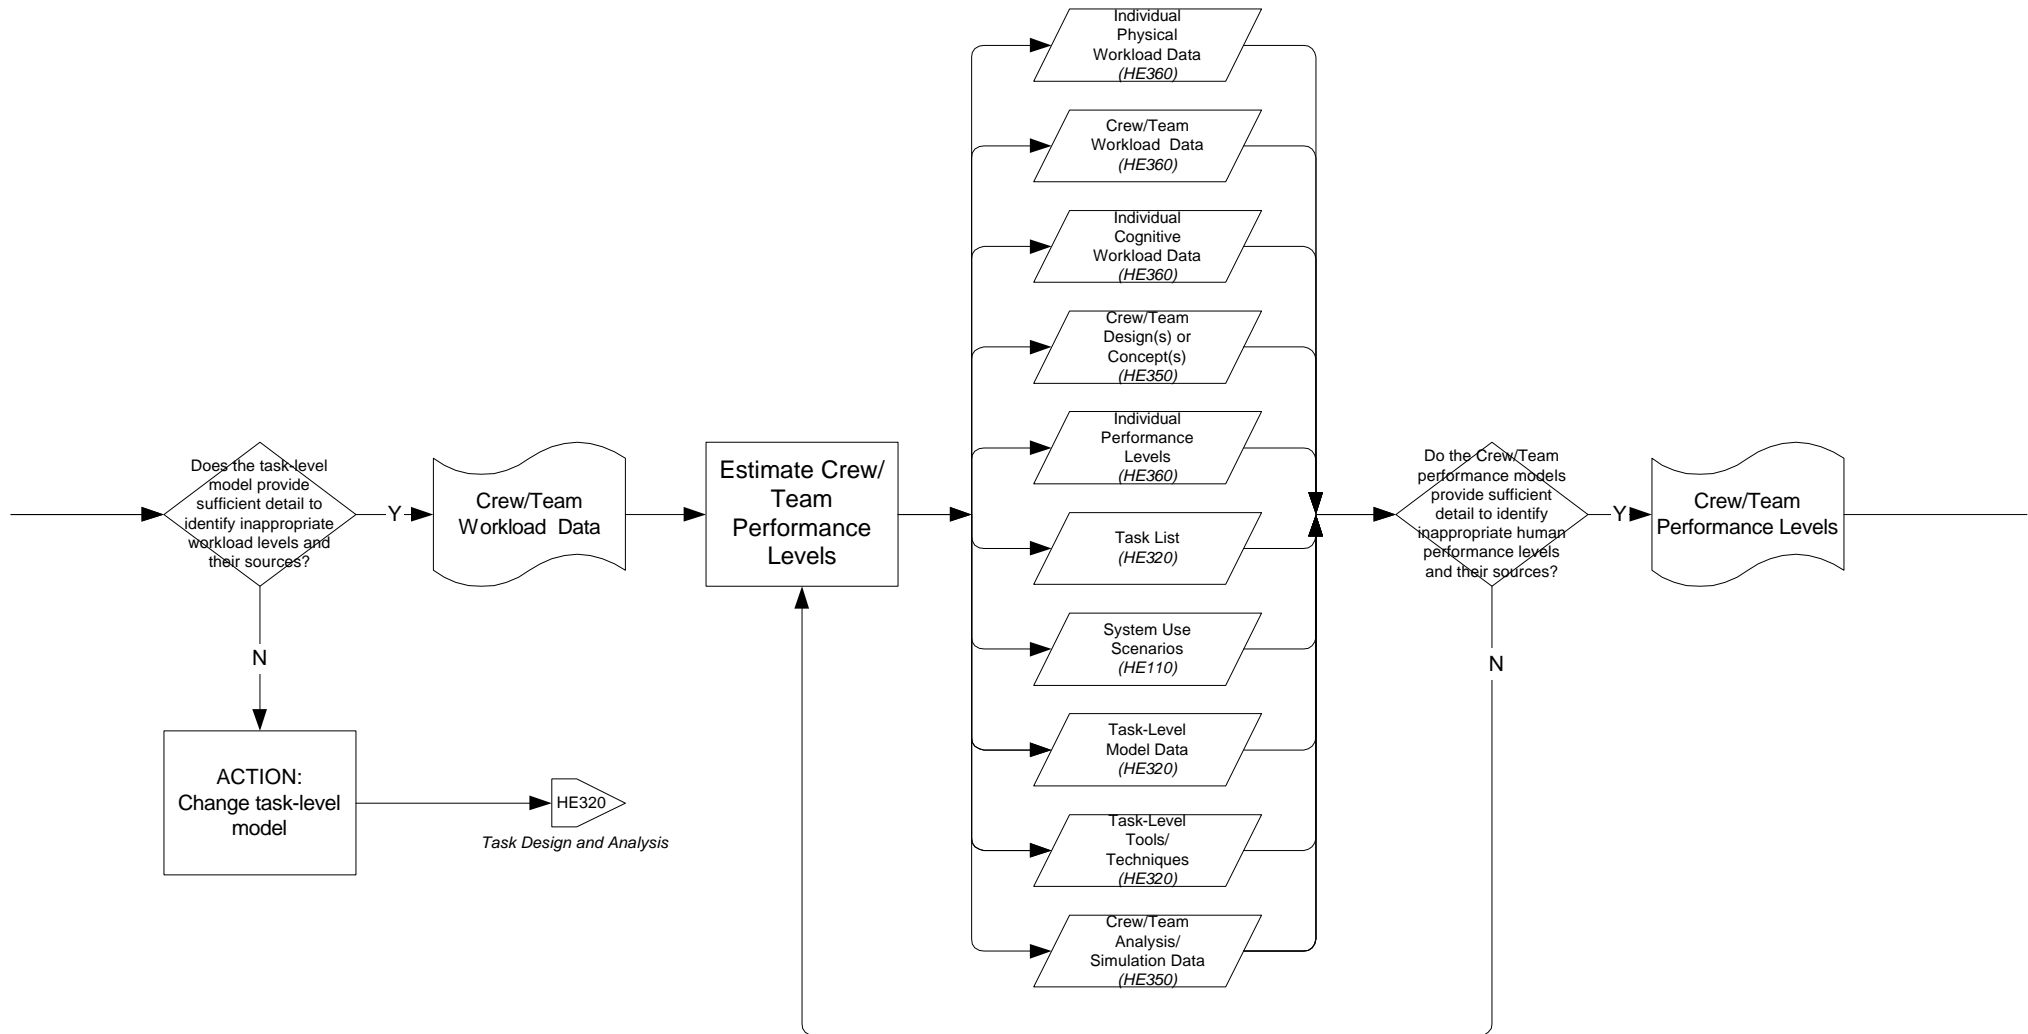 Does the task-level
model provide
sufficient detail to
identify inappropriate
workload levels and
their sources?
Y
N
ACTION:
Change task-level
model
HE320
Task Design and Analysis
Crew/Team
Workload Data
Estimate Crew/
Team
Performance
Levels
Individual
Physical
Workload Data
(HE360)
Crew/Team
Workload Data
(HE360)
Individual
Cognitive
Workload Data
(HE360)
Crew/Team
Design(s) or
Concept(s)
(HE350)
Individual
Performance
Levels
(HE360)
Task List
(HE320)
System Use
Scenarios
(HE110)
Task-Level
Model Data
(HE320)
Task-Level
Tools/
Techniques
(HE320)
Crew/Team
Analysis/
Simulation Data
(HE350)
Do the Crew/Team
performance models
provide sufficient
detail to identify
inappropriate human
performance levels
and their sources?
Y
N
Crew/Team
Performance Levels